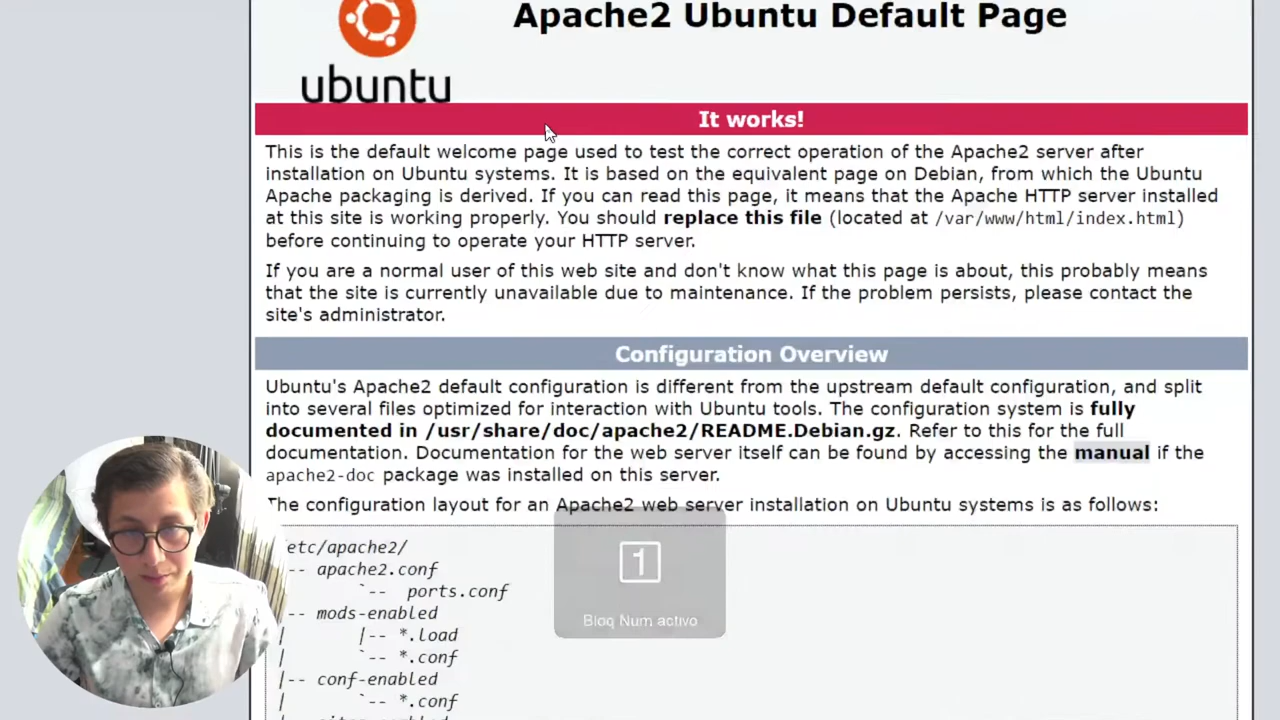 Apache2 Ubuntu Default Page
ubuntu
It works!
This is the default welcome page used to test the correct operation of the Apache2 server after
installation on Ubuntu systems. It is based on the equivalent page on Debian, from which the Ubuntu
Apache packaging is derived. If you can read this page, it means that the Apache HTTP server installed
at this site is working properly. You should replace this file (located at /var/www/html/index.html)
before continuing to operate your HTTP server.
If you are a normal user of this web site and don't know what this page is about, this probably means
that the site is currently unavailable due to maintenance. If the problem persists, please contact the
site's administrator.
Configuration Overview
Ubuntu's Apache2 default configuration is different from the upstream default configuration, and split
into several files optimized for interaction with Ubuntu tools. The configuration system is fully
documented in /usr/share/doc/apache2/README.Debian.gz. Refer to this for the full
documentation. Documentation for the web server itself can be found by accessing the manual if the
apache2-doc package was installed on this server.
The configuration layout for an Apache2 web server installation on Ubuntu systems is as follows:
etc/apache2/
-- apache2.conf
`-- ports.conf
-- mods-enabled
| |-- *.load
| `-- *.conf
|-- conf-enabled
| `-- *.conf
1
Bloq Num activo